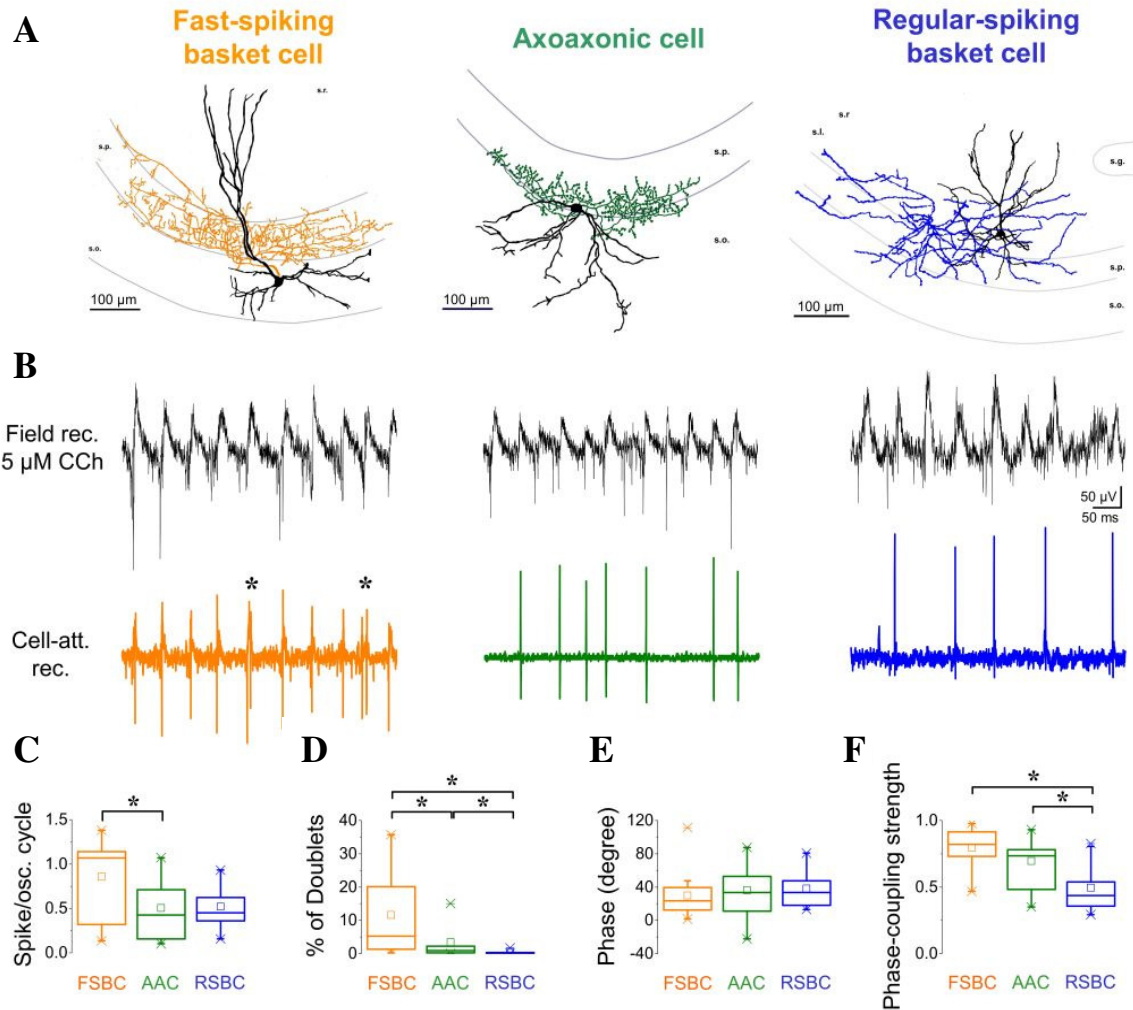 A
Fast-spiking
basket cell
Axoaxonic cell
Regular-spiking
basket cell
s.r.
s.p.
s.o.
100 µm
s.p.
s.o.
100 µm
s.r
s.l.
s.g.
s.p.
s.o.
100 µm
B
Field rec.
5 µM CCh
50 µV
50 ms
* *
Cell-att.
rec.
C
Spike/osc. cycle
1.5
1.0
0.5
0.0
*
FSBC AAC RSBC
D
% of Doublets
40
30
20
10
0
*
* *
FSBC AAC RSBC
E
Phase (degree)
120
80
40
0
-40
FSBC AAC RSBC
F
Phase-coupling strength
1.0
0.5
0.0
*
*
FSBC AAC RSBC